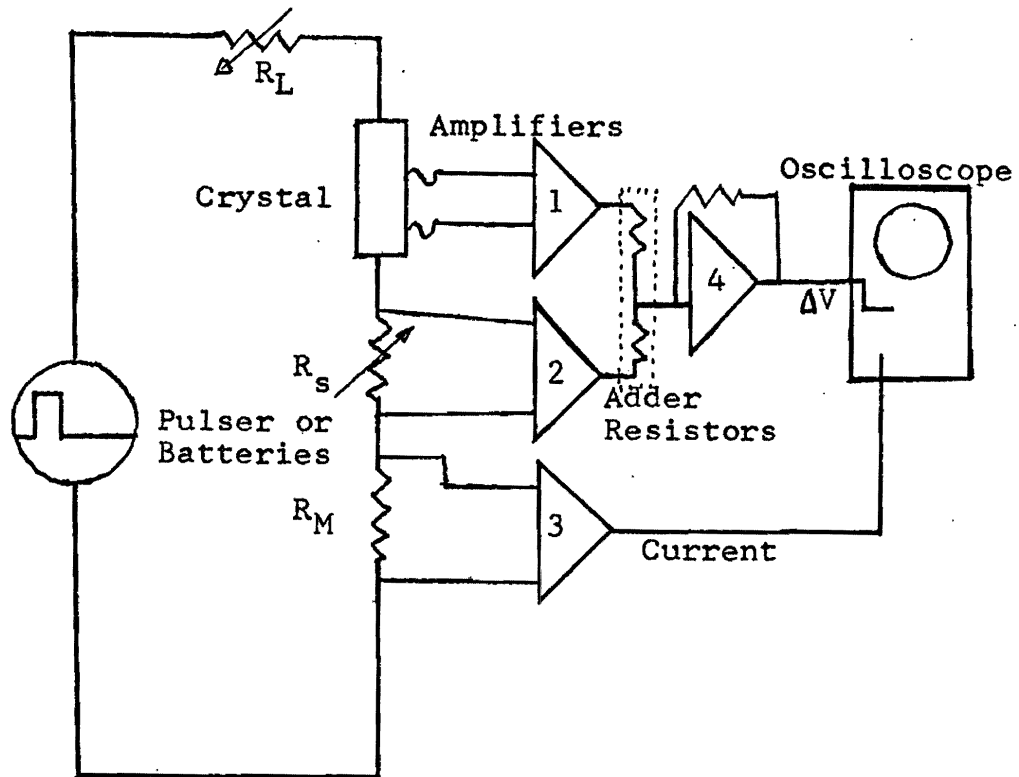 R_L
Amplifiers
Oscilloscope
Crystal
1
4
ΔV
R_s
2
Pulser or
Batteries
Adder
Resistors
R_M
3
Current